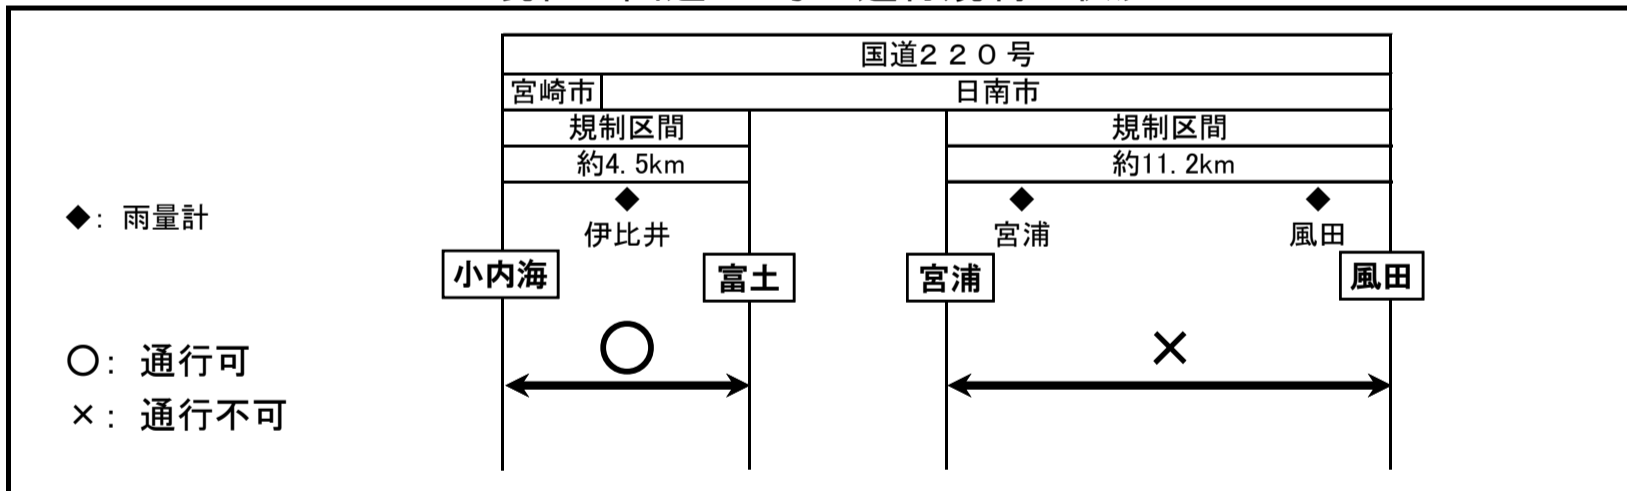 国道２２０号
宮崎市 日南市
規制区間 規制区間
約4.5km 約11.2km
◆：雨量計
伊比井 宮浦 風田
小内海 富土 宮浦 風田
○：通行可 ○ ×
×：通行不可